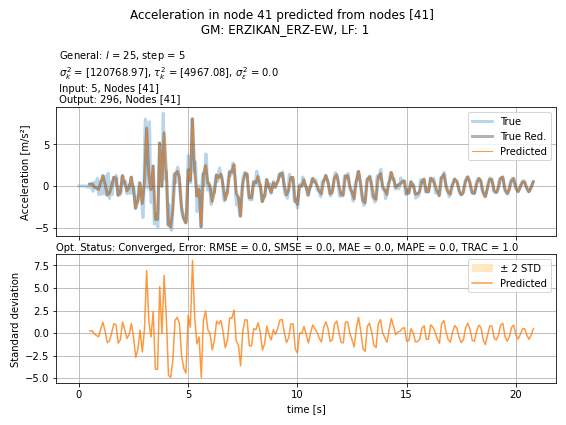 Acceleration in node 41 predicted from nodes [41]
GM: ERZIKAN_ERZ-EW, LF: 1
General: l = 25, step = 5
σ²ₖ = [120768.97], τ²ₖ = [4967.08], σ²ε = 0.0
Input: 5, Nodes [41]
Output: 296, Nodes [41]
Acceleration [m/s²]
5
0
−5
True
True Red.
Predicted
Opt. Status: Converged, Error: RMSE = 0.0, SMSE = 0.0, MAE = 0.0, MAPE = 0.0, TRAC = 1.0
Standard deviation
7.5
5.0
2.5
0.0
−2.5
−5.0
± 2 STD
Predicted
0 5 10 15 20
time [s]